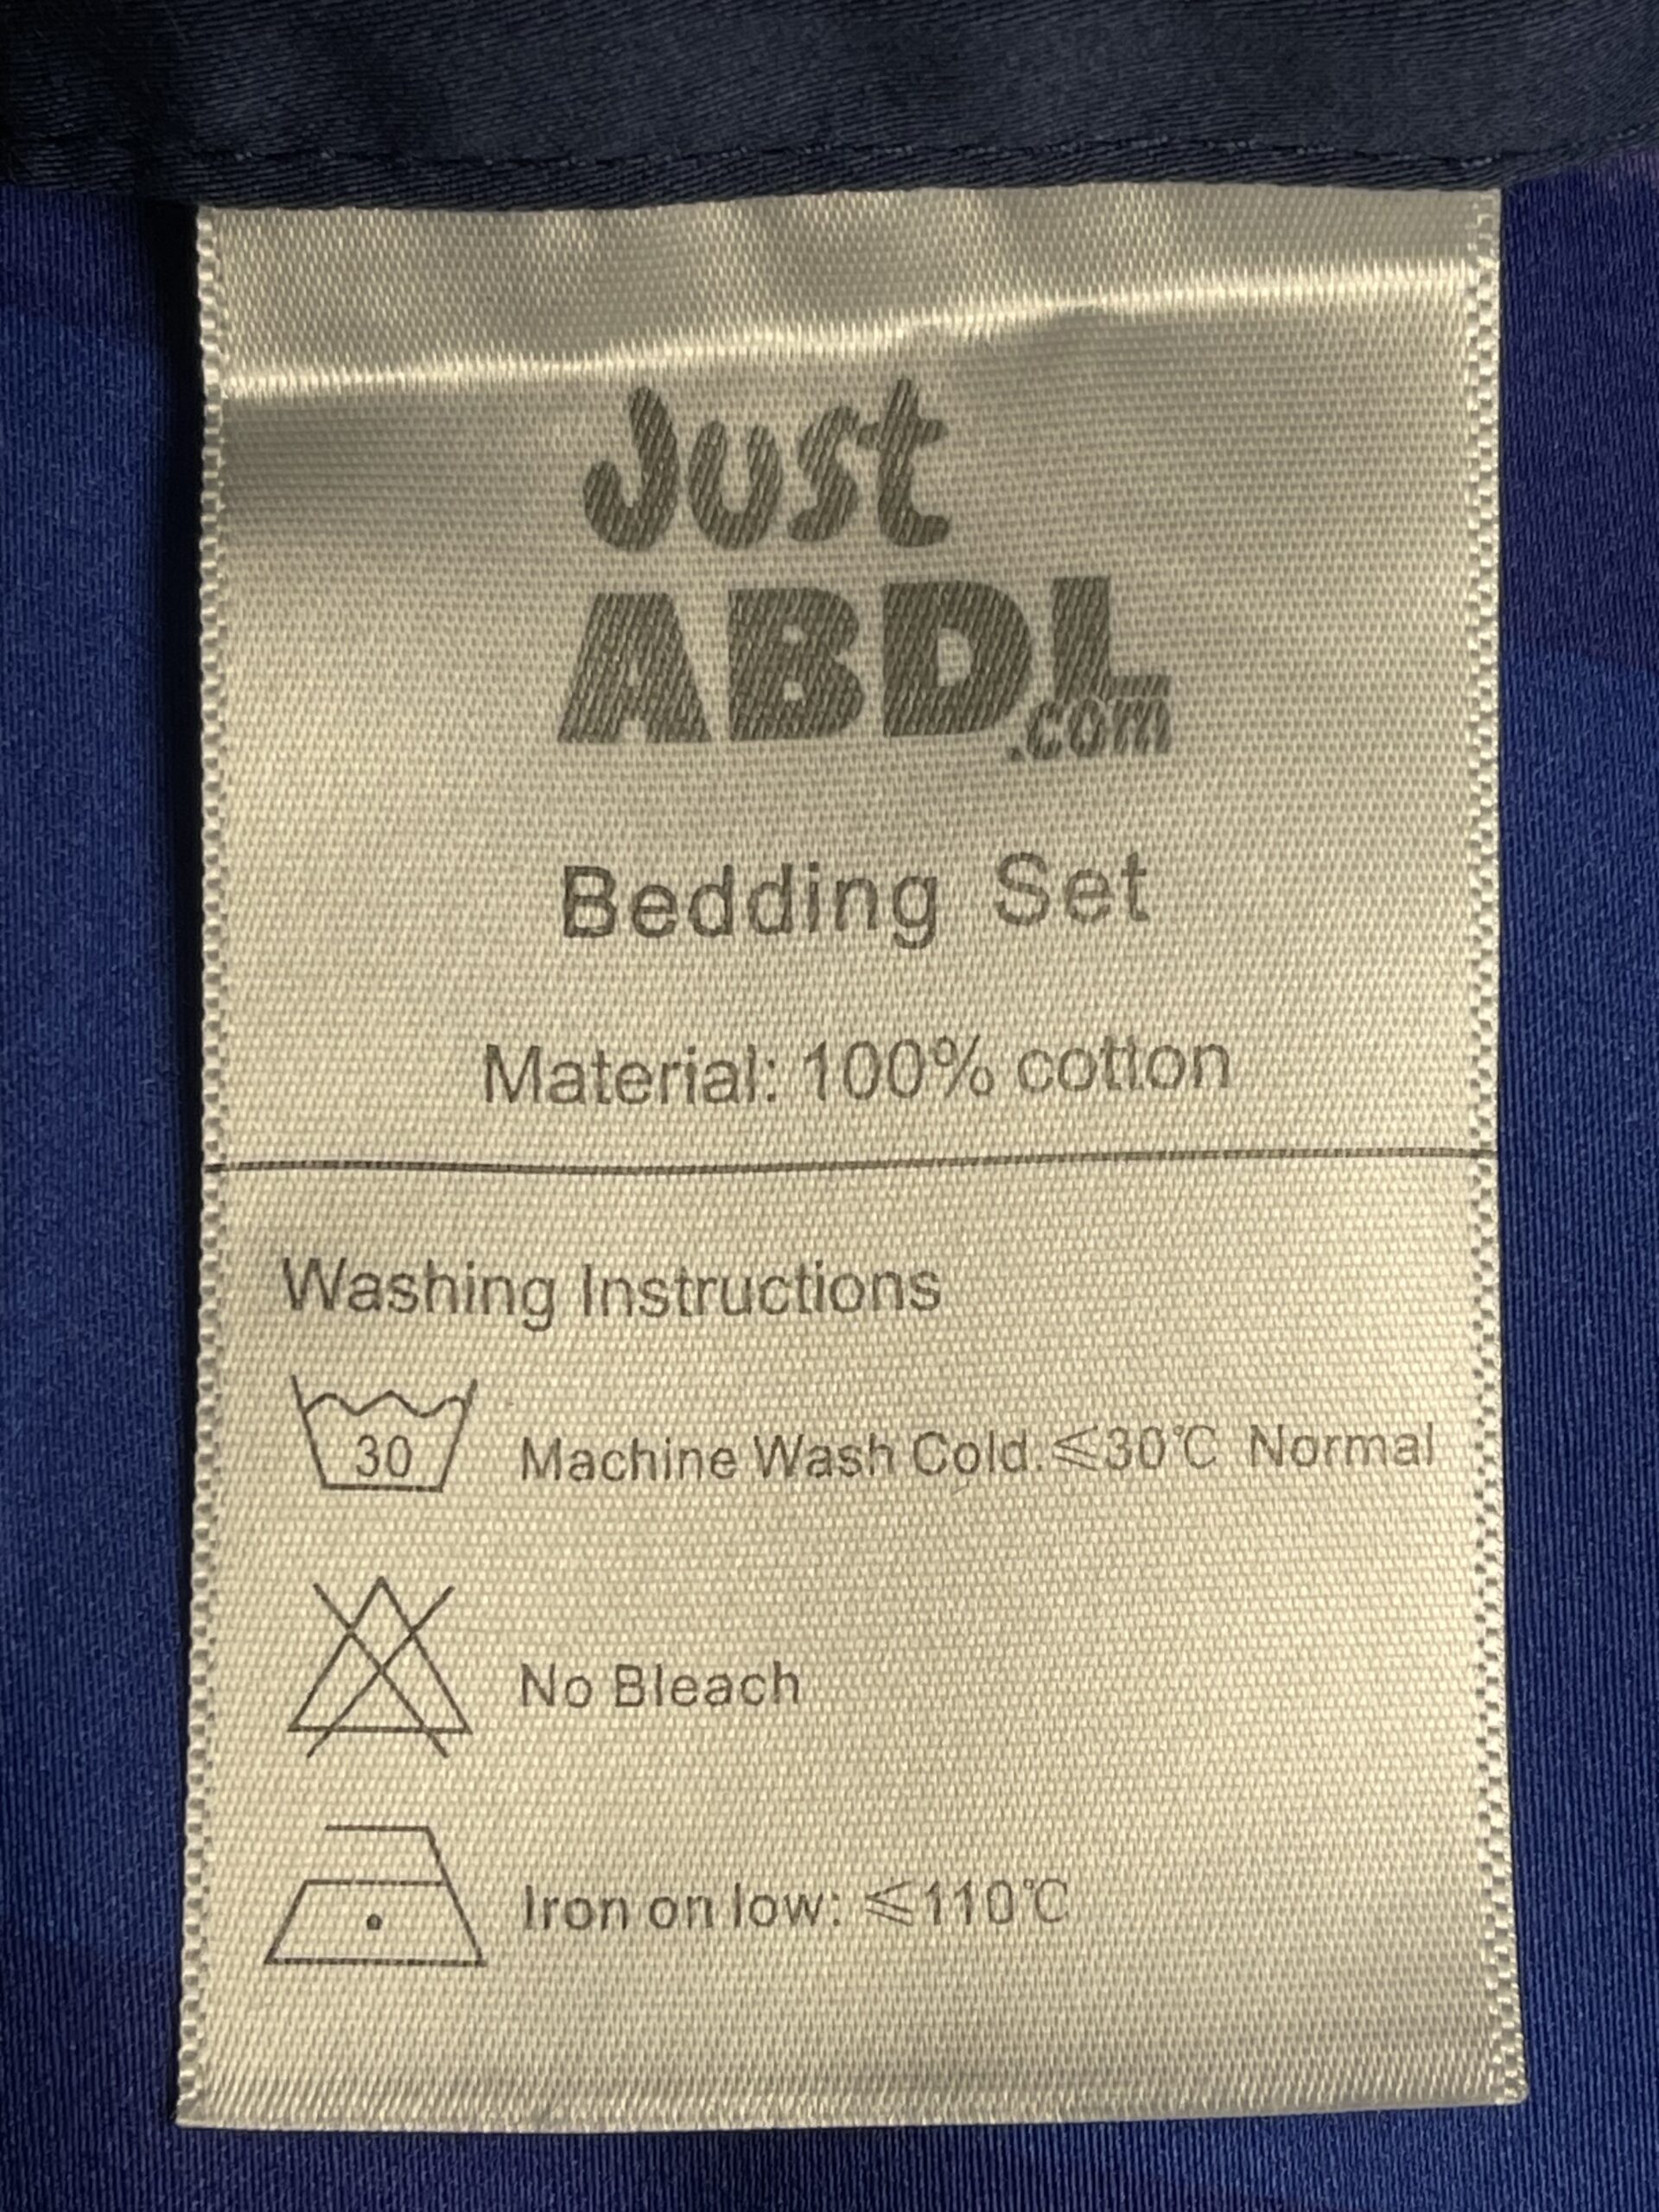 Just
ABDL
.com
Bedding Set
Material: 100% cotton
Washing Instructions
30
Machine Wash Cold.≤30℃ Normal
No Bleach
Iron on low: ≤110℃